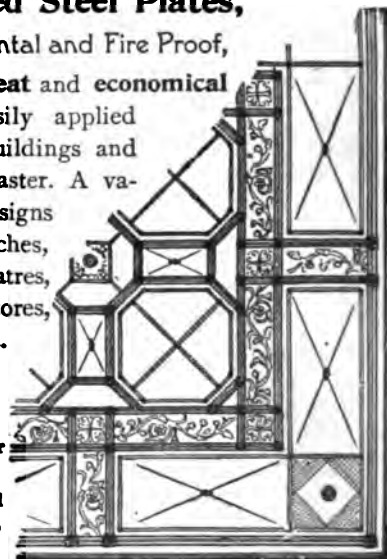 ed Steel Plates,
ntal and Fire Proof,
eat and economical
sily applied
uildings and
aster. A va-
signs
ches,
atres,
ores,
r